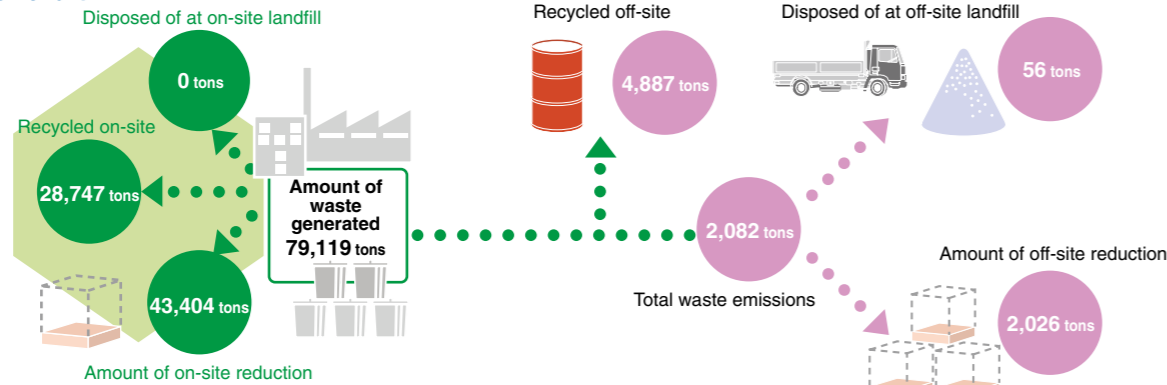 Disposed of at on-site landfill
0 tons
Recycled on-site
28,747 tons
43,404 tons
Amount of on-site reduction
Amount of
waste
generated
79,119 tons
Recycled off-site
4,887 tons
2,082 tons
Total waste emissions
Disposed of at off-site landfill
56 tons
Amount of off-site reduction
2,026 tons